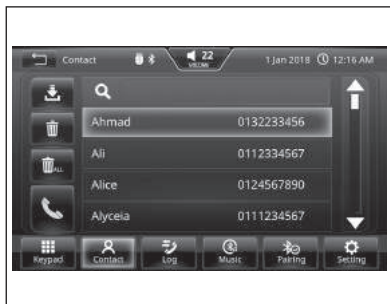 Contact 22 1 Jan 2018 12:16 AM
Ahmad 0132233456
ALL
Ali 0112334567
Alice 0124567890
Alyceia 0111234567
Keypad Contact Log Music Pairing Setting